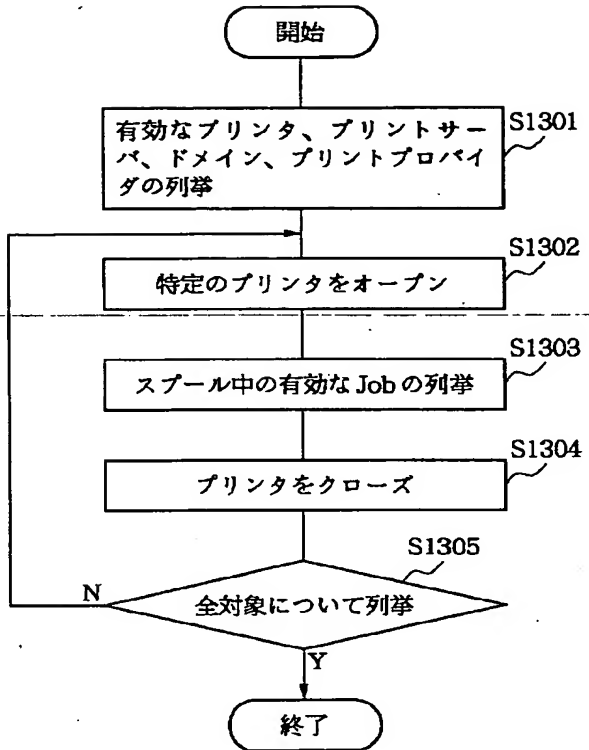 開始
有効なプリンタ、プリントサー
バ、ドメイン、プリントプロバイ
ダの列挙
S1301
特定のプリンタをオープン
S1302
スプール中の有効なJobの列挙
S1303
プリンタをクローズ
S1304
全対象について列挙
S1305
N
Y
終了